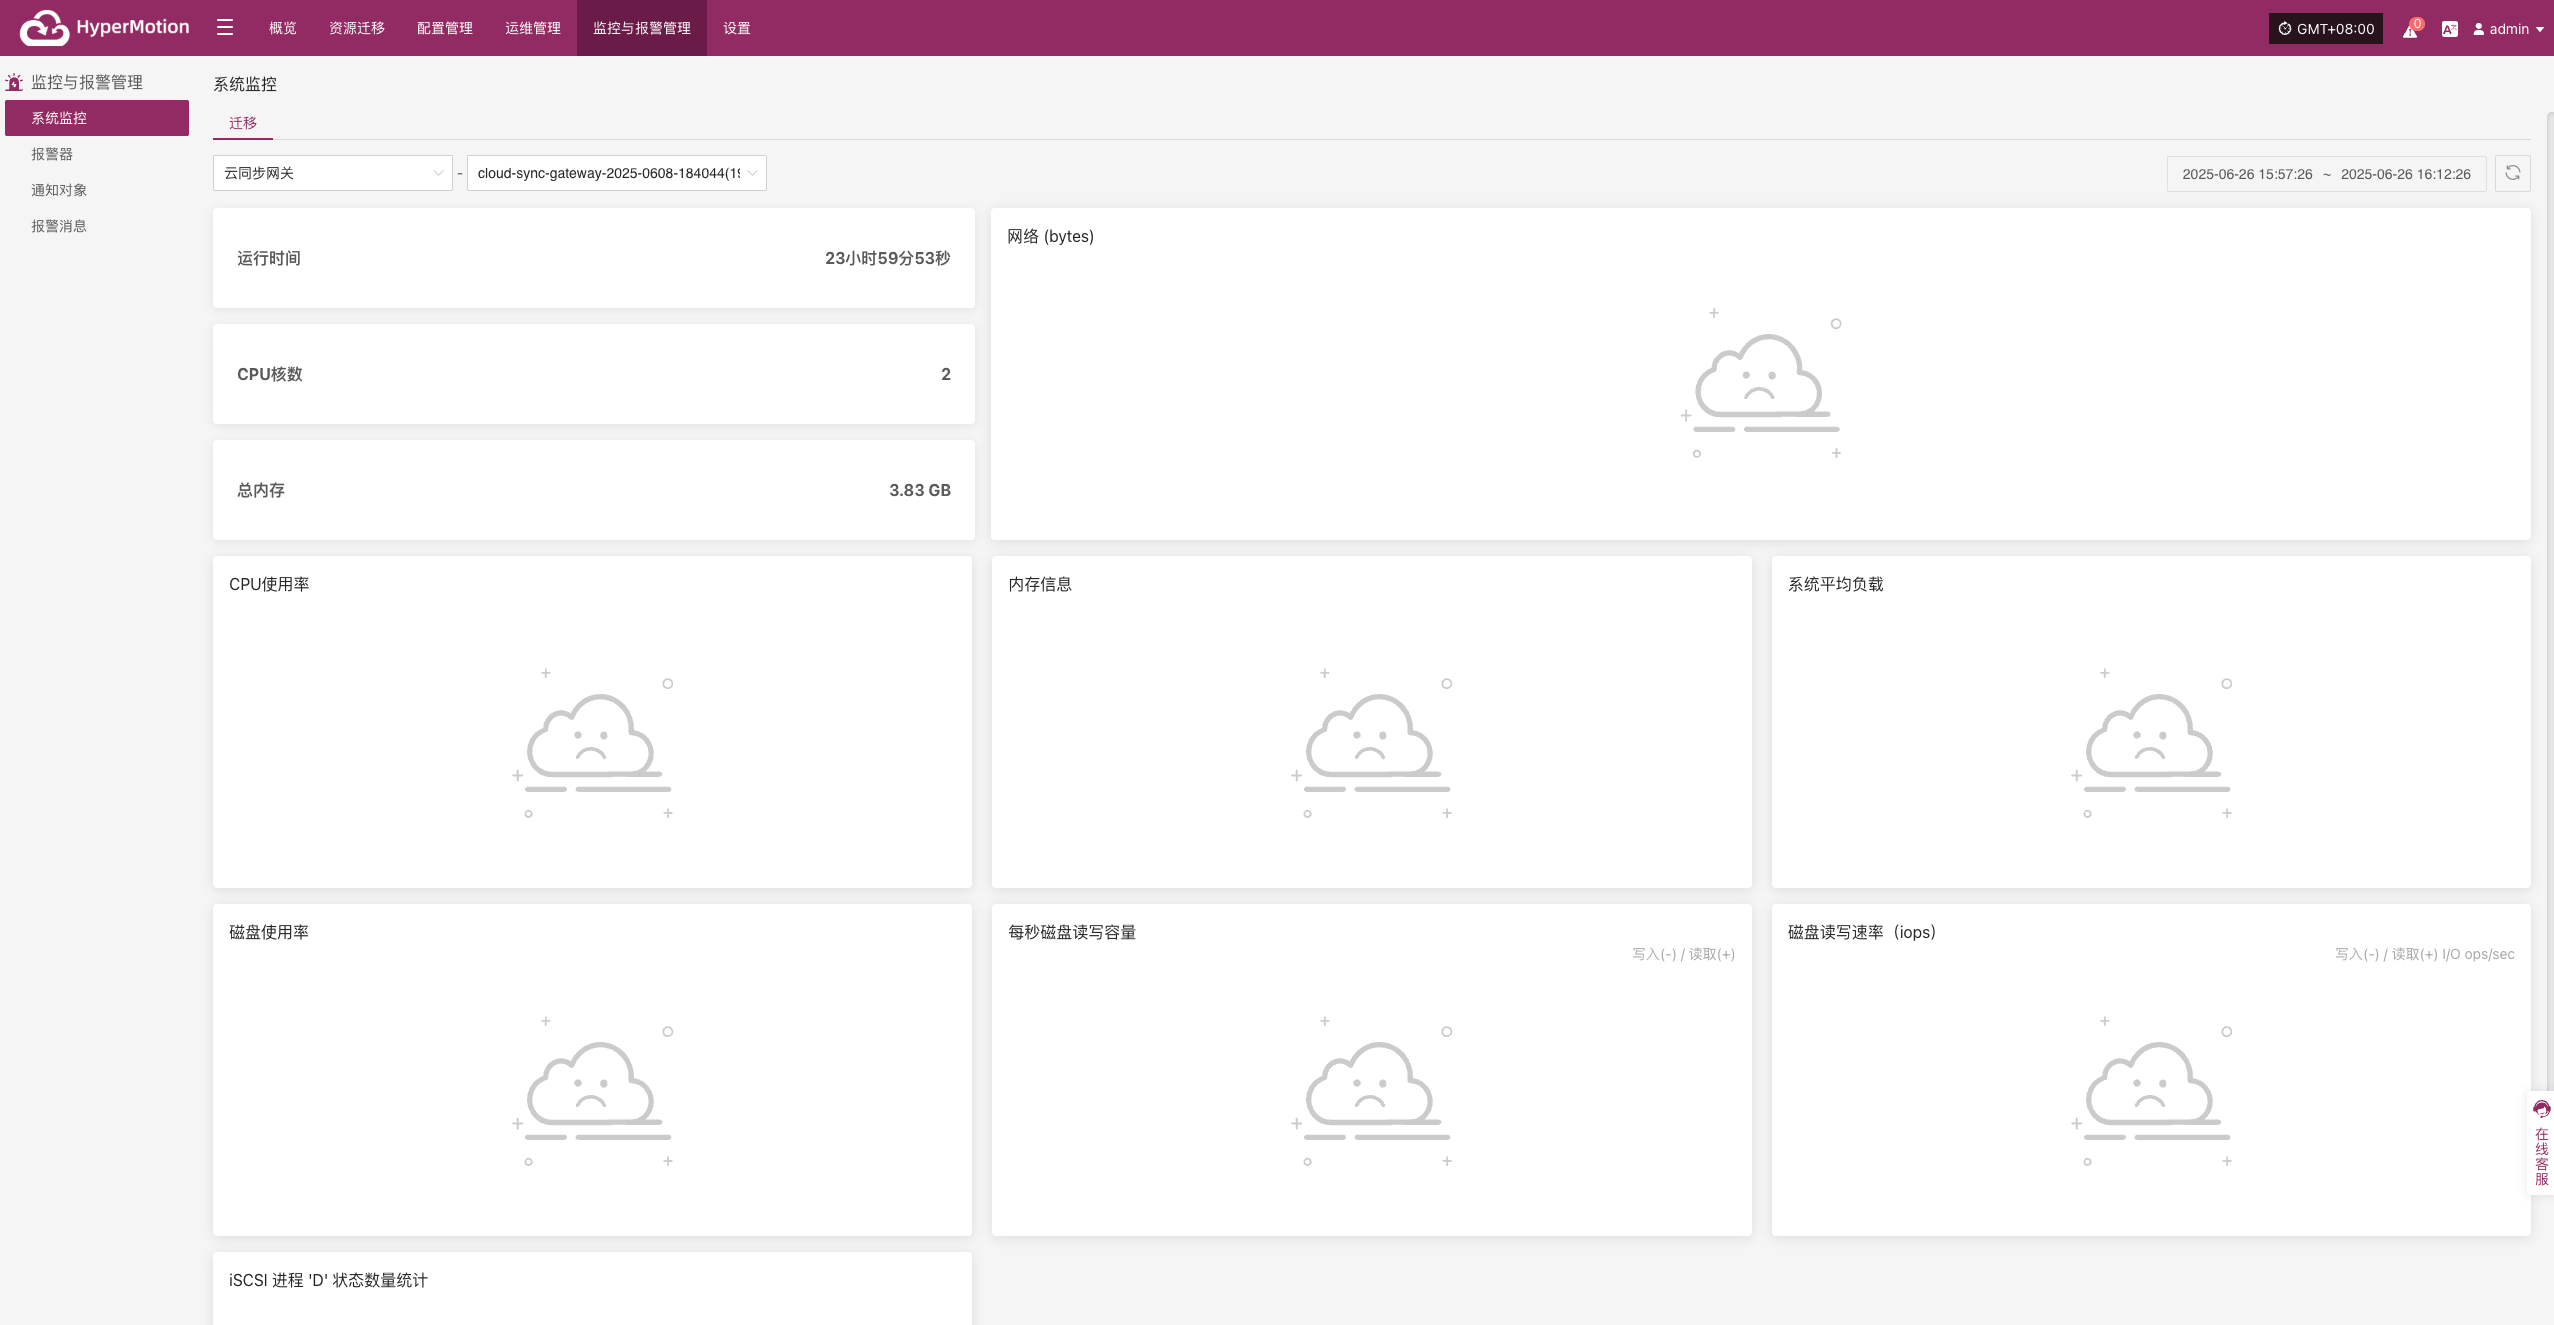 HyperMotion
概览
资源迁移
配置管理
运维管理
监控与报警管理
设置
GMT+08:00
0
admin
监控与报警管理
系统监控
报警器
通知对象
报警消息
系统监控
迁移
云同步网关
-
cloud-sync-gateway-2025-0608-184044(19
2025-06-26 15:57:26 ~ 2025-06-26 16:12:26
运行时间
23小时59分53秒
CPU核数
2
总内存
3.83 GB
网络 (bytes)
CPU使用率
内存信息
系统平均负载
磁盘使用率
每秒磁盘读写容量
写入(-) / 读取(+)
磁盘读写速率（iops）
写入(-) / 读取(+) I/O ops/sec
iSCSI 进程 'D' 状态数量统计
在线客服